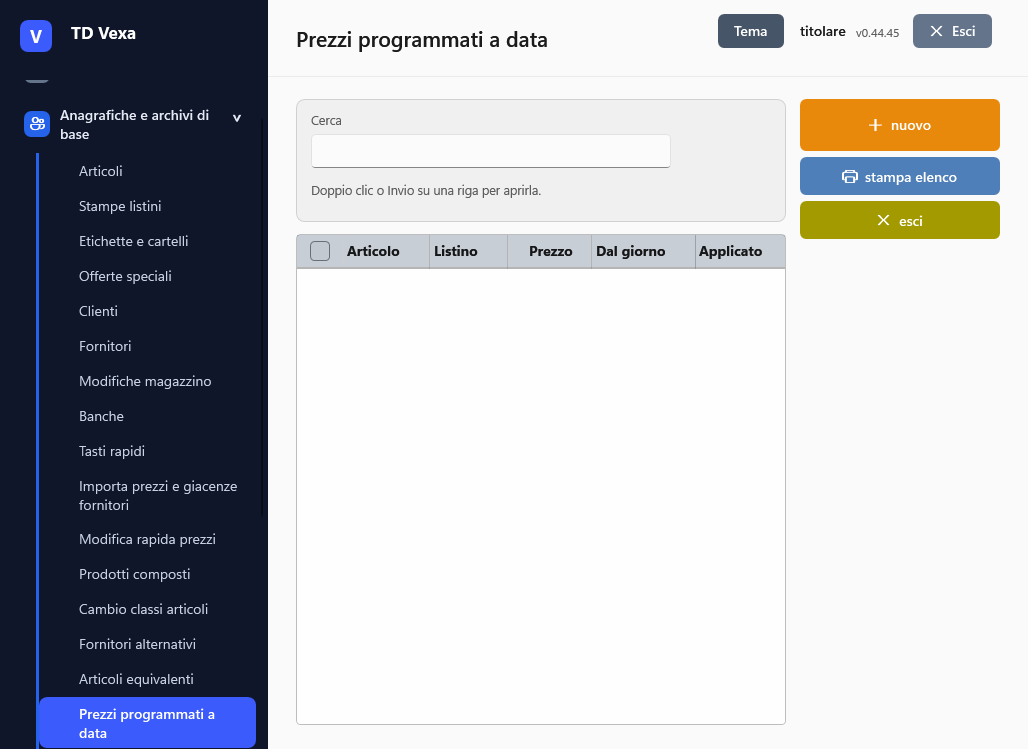 V
TD Vexa
Anagrafiche e archivi di
base
Articoli
Stampe listini
Etichette e cartelli
Offerte speciali
Clienti
Fornitori
Modifiche magazzino
Banche
Tasti rapidi
Importa prezzi e giacenze
fornitori
Modifica rapida prezzi
Prodotti composti
Cambio classi articoli
Fornitori alternativi
Articoli equivalenti
Prezzi programmati a
data
Prezzi programmati a data
Tema
titolare v0.44.45
Esci
Cerca
Doppio clic o Invio su una riga per aprirla.
Articolo Listino Prezzo Dal giorno Applicato
nuovo
stampa elenco
esci